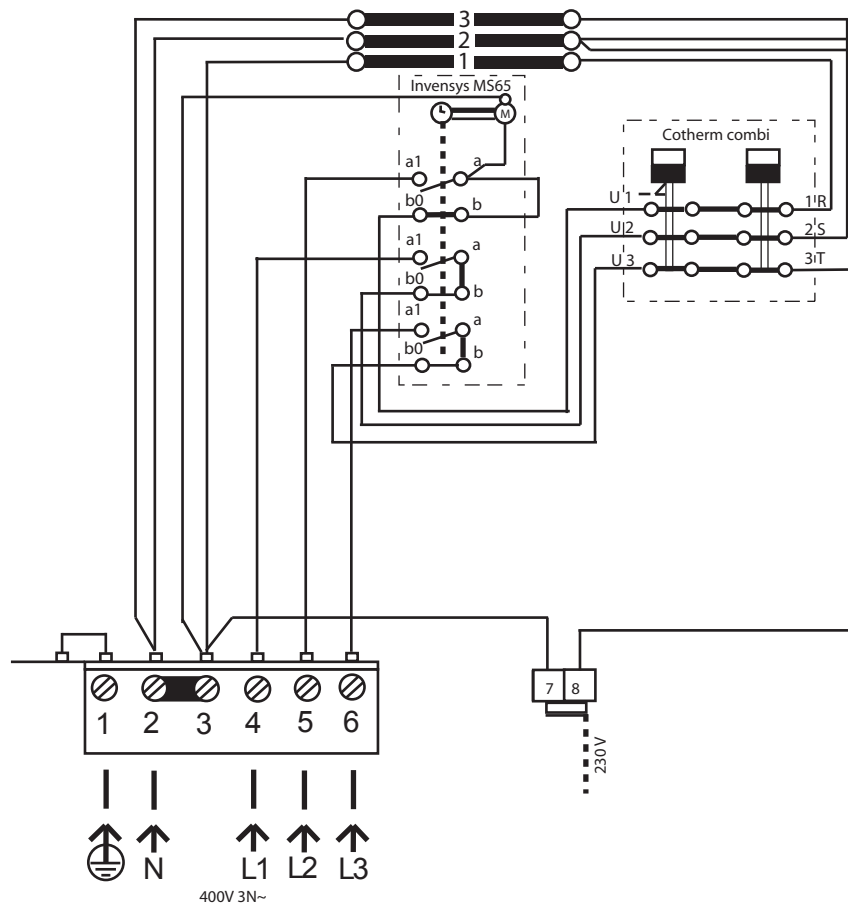 3
2
1
Invensys MS65
M
Cotherm combi
a1 a
b0 b
a1 a
b0 b
a1 a
b0 b
U 1 1 R
U 2 2 S
U 3 3 T
7 8
1 2 3 4 5 6
230 V
N L1 L2 L3
400V 3N~